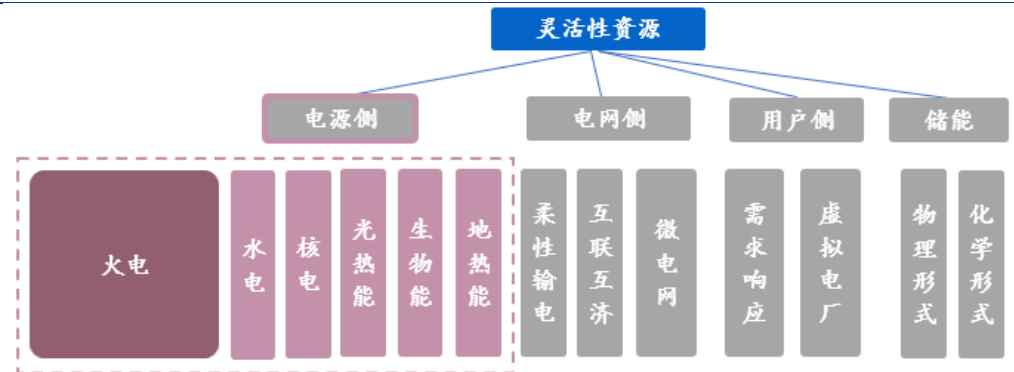 灵活性資源
电源侧
电网侧
用户侧
储能
火电
水电
核电
光热能
生物能
地热能
柔性输电
互联互济
微电网
需求响应
虚拟电厂
物理形式
化学形式